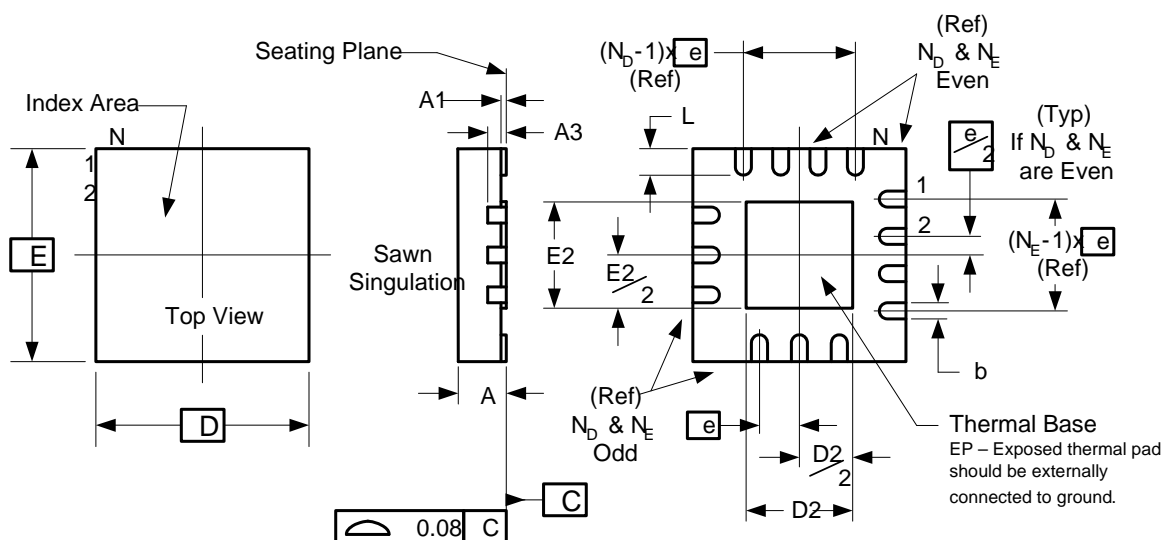 Seating Plane
Index Area
N
1
2
E
Top View
D
A1
A3
Sawn
Singulation
A
C
0.08 C
(N_D-1)x e
(Ref)
(Ref)
N_D & N_E
Even
L
N
e/2
(Typ)
If N_D & N_E
are Even
1
2
(N_E-1)x e
(Ref)
E2
E2/2
b
(Ref)
N_D & N_E
Odd
e
D2/2
D2
Thermal Base
EP – Exposed thermal pad
should be externally
connected to ground.